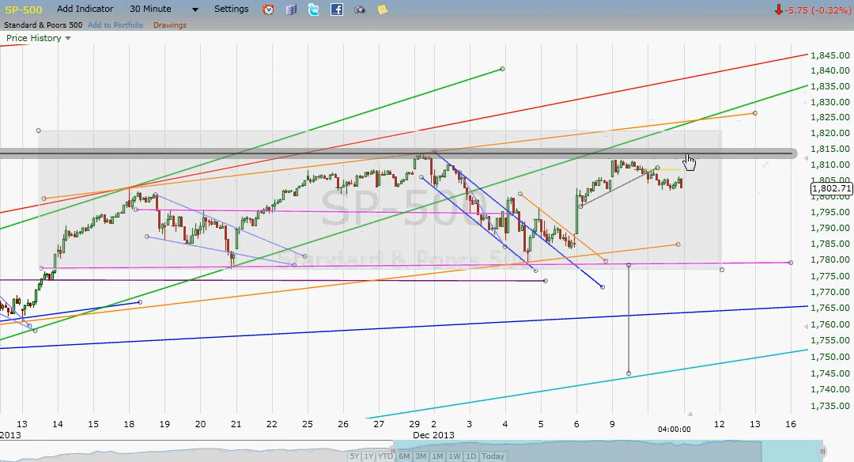 SP-500 Add Indicator 30 Minute Settings -5.75 (-0.32%)
Standard & Poors 500 Add to Portfolio Drawings
Price History
1,845.00
1,840.00
1,835.00
1,830.00
1,825.00
1,820.00
1,815.00
1,810.00
1,805.00
1,802.71
1,795.00
1,790.00
1,785.00
1,780.00
1,775.00
1,770.00
1,765.00
1,760.00
1,755.00
1,750.00
1,745.00
1,740.00
1,735.00
SP-500
Standard & Poors 5
13 14 15 18 19 20 21 22 25 26 27 29 2 3 4 5 6 9 12 13 16
2013 Dec 2013 04:00:00
5Y 1Y YTD 6M 3M 1M 1W 1D Today